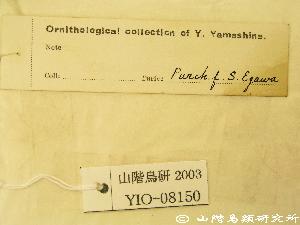 Ornithological collection of Y. Yamashina.
Note
Coll: Purch. f. S. Egawa
山階鳥研 2003
YIO-08150
© 山階鳥類研究所